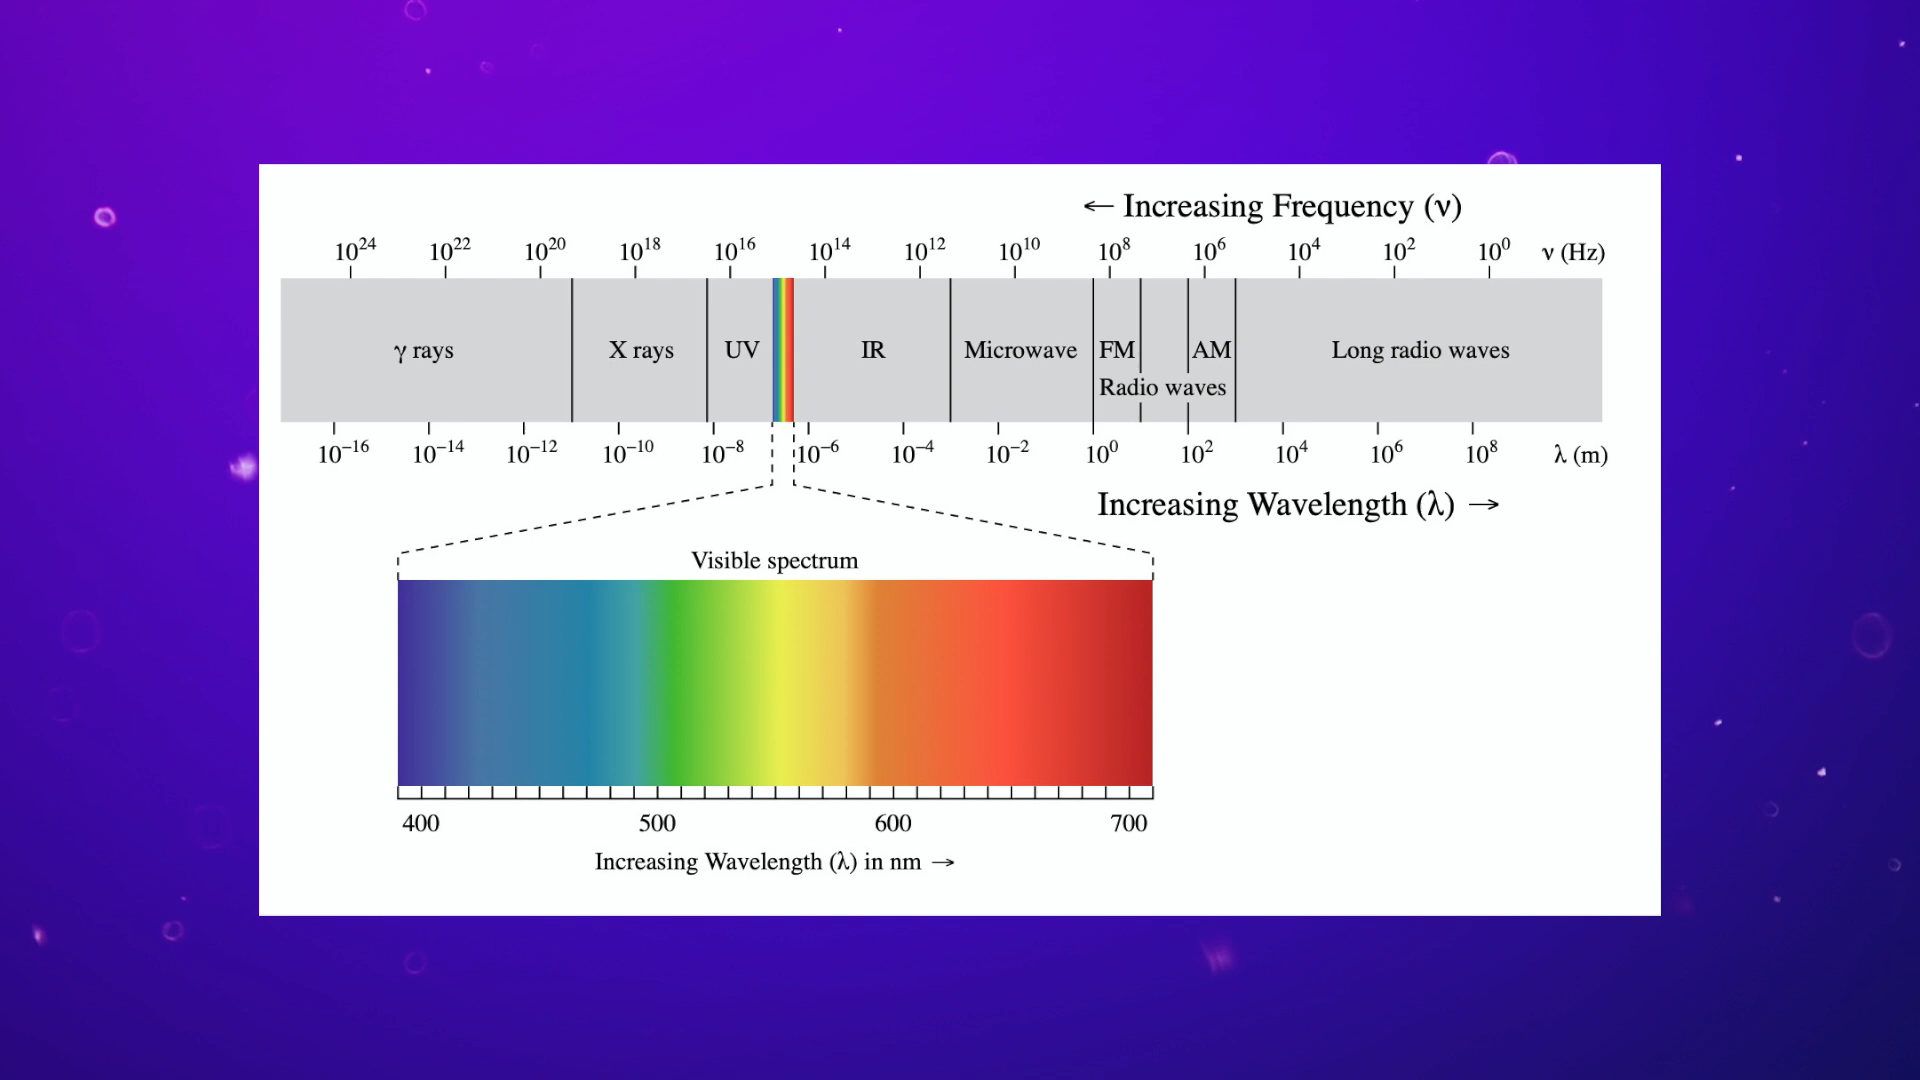 ← Increasing Frequency (ν)
10²⁴ 10²² 10²⁰ 10¹⁸ 10¹⁶ 10¹⁴ 10¹² 10¹⁰ 10⁸ 10⁶ 10⁴ 10² 10⁰ ν (Hz)
γ rays X rays UV IR Microwave FM AM Long radio waves
Radio waves
10⁻¹⁶ 10⁻¹⁴ 10⁻¹² 10⁻¹⁰ 10⁻⁸ 10⁻⁶ 10⁻⁴ 10⁻² 10⁰ 10² 10⁴ 10⁶ 10⁸ λ (m)
Increasing Wavelength (λ) →
Visible spectrum
400 500 600 700
Increasing Wavelength (λ) in nm →